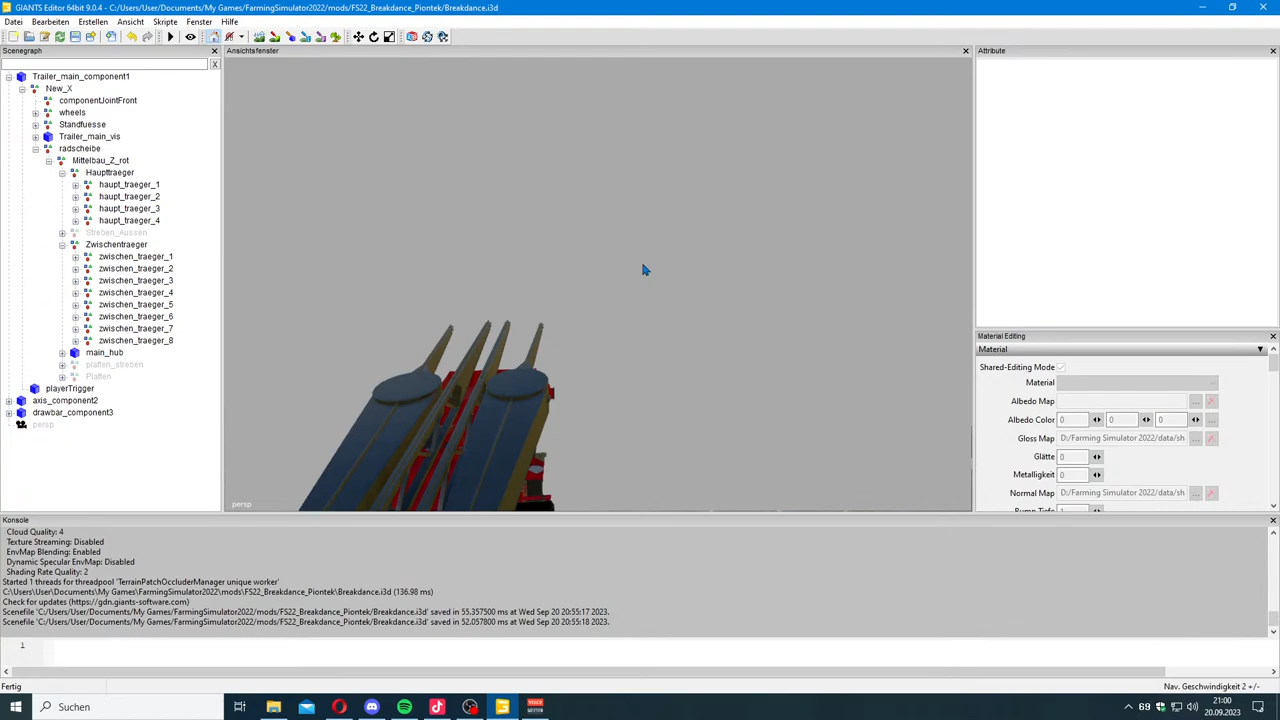 GIANTS Editor 64bit 9.0.4 - C:/Users/User/Documents/My Games/FarmingSimulator2022/mods/FS22_Breakdance_Piontek/Breakdance.i3d
Datei Bearbeiten Erstellen Ansicht Skripte Fenster Hilfe
Scenegraph
X
Trailer_main_component1
New_X
componentJointFront
wheels
Standfuesse
Trailer_main_vis
radscheibe
Mittelbau_Z_rot
Haupttraeger
haupt_traeger_1
haupt_traeger_2
haupt_traeger_3
haupt_traeger_4
Streben_Aussen
Zwischentraeger
zwischen_traeger_1
zwischen_traeger_2
zwischen_traeger_3
zwischen_traeger_4
zwischen_traeger_5
zwischen_traeger_6
zwischen_traeger_7
zwischen_traeger_8
main_hub
platten_streben
Platten
playerTrigger
axis_component2
drawbar_component3
persp
Ansichtsfenster
persp
Attribute
Material Editing
Material
Shared-Editing Mode
Material
Albedo Map
Albedo Color 0 0 0
Gloss Map D:/Farming Simulator 2022/data/sh
Glätte 0
Metalligkeit 0
Normal Map D:/Farming Simulator 2022/data/sh
Bump Tiefe
Konsole
Cloud Quality: 4
Texture Streaming: Disabled
EnvMap Blending: Enabled
Dynamic Specular EnvMap: Disabled
Shading Rate Quality: 2
Started 1 threads for threadpool 'TerrainPatchOccluderManager unique worker'
C:\Users\User\Documents\My Games\FarmingSimulator2022\mods\FS22_Breakdance_Piontek\Breakdance.i3d (136.98 ms)
Check for updates (https://gdn.giants-software.com)
Scenefile 'C:/Users/User/Documents/My Games/FarmingSimulator2022/mods/FS22_Breakdance_Piontek/Breakdance.i3d' saved in 55.357500 ms at Wed Sep 20 20:55:17 2023.
Scenefile 'C:/Users/User/Documents/My Games/FarmingSimulator2022/mods/FS22_Breakdance_Piontek/Breakdance.i3d' saved in 52.057800 ms at Wed Sep 20 20:55:18 2023.
1
Fertig
Nav. Geschwindigkeit 2 +/-
Suchen
21:00
20.09.2023